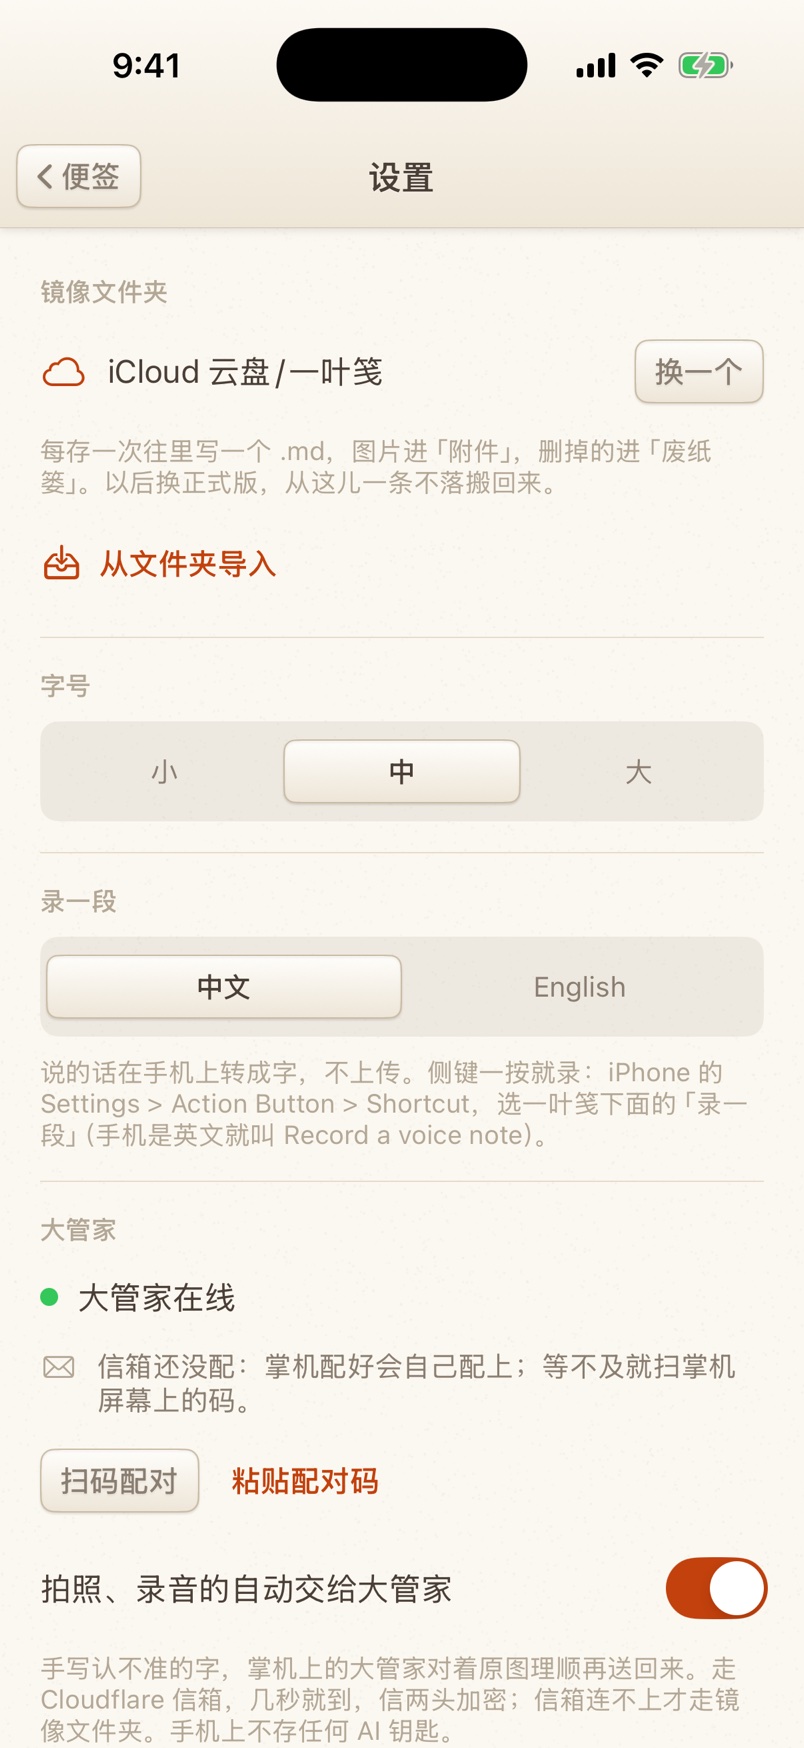 9:41
便签
设置
镜像文件夹
iCloud 云盘/一叶笺
换一个
每存一次往里写一个 .md，图片进「附件」，删掉的进「废纸
篓」。以后换正式版，从这儿一条不落搬回来。
从文件夹导入
字号
小
中
大
录一段
中文
English
说的话在手机上转成字，不上传。侧键一按就录：iPhone 的
Settings > Action Button > Shortcut，选一叶笺下面的「录一
段」（手机是英文就叫 Record a voice note）。
大管家
大管家在线
信箱还没配：掌机配好会自己配上；等不及就扫掌机
屏幕上的码。
扫码配对
粘贴配对码
拍照、录音的自动交给大管家
手写认不准的字，掌机上的大管家对着原图理顺再送回来。走
Cloudflare 信箱，几秒就到，信两头加密；信箱连不上才走镜
像文件夹。手机上不存任何 AI 钥匙。